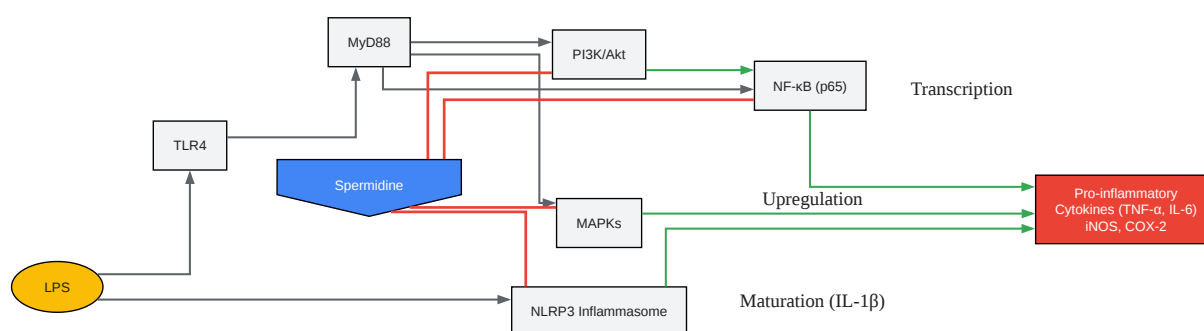 MyD88
PI3K/Akt
NF-κB (p65)
Transcription
TLR4
Spermidine
Upregulation
MAPKs
Pro-inflammatory
Cytokines (TNF-α, IL-6)
iNOS, COX-2
LPS
NLRP3 Inflammasome
Maturation (IL-1β)